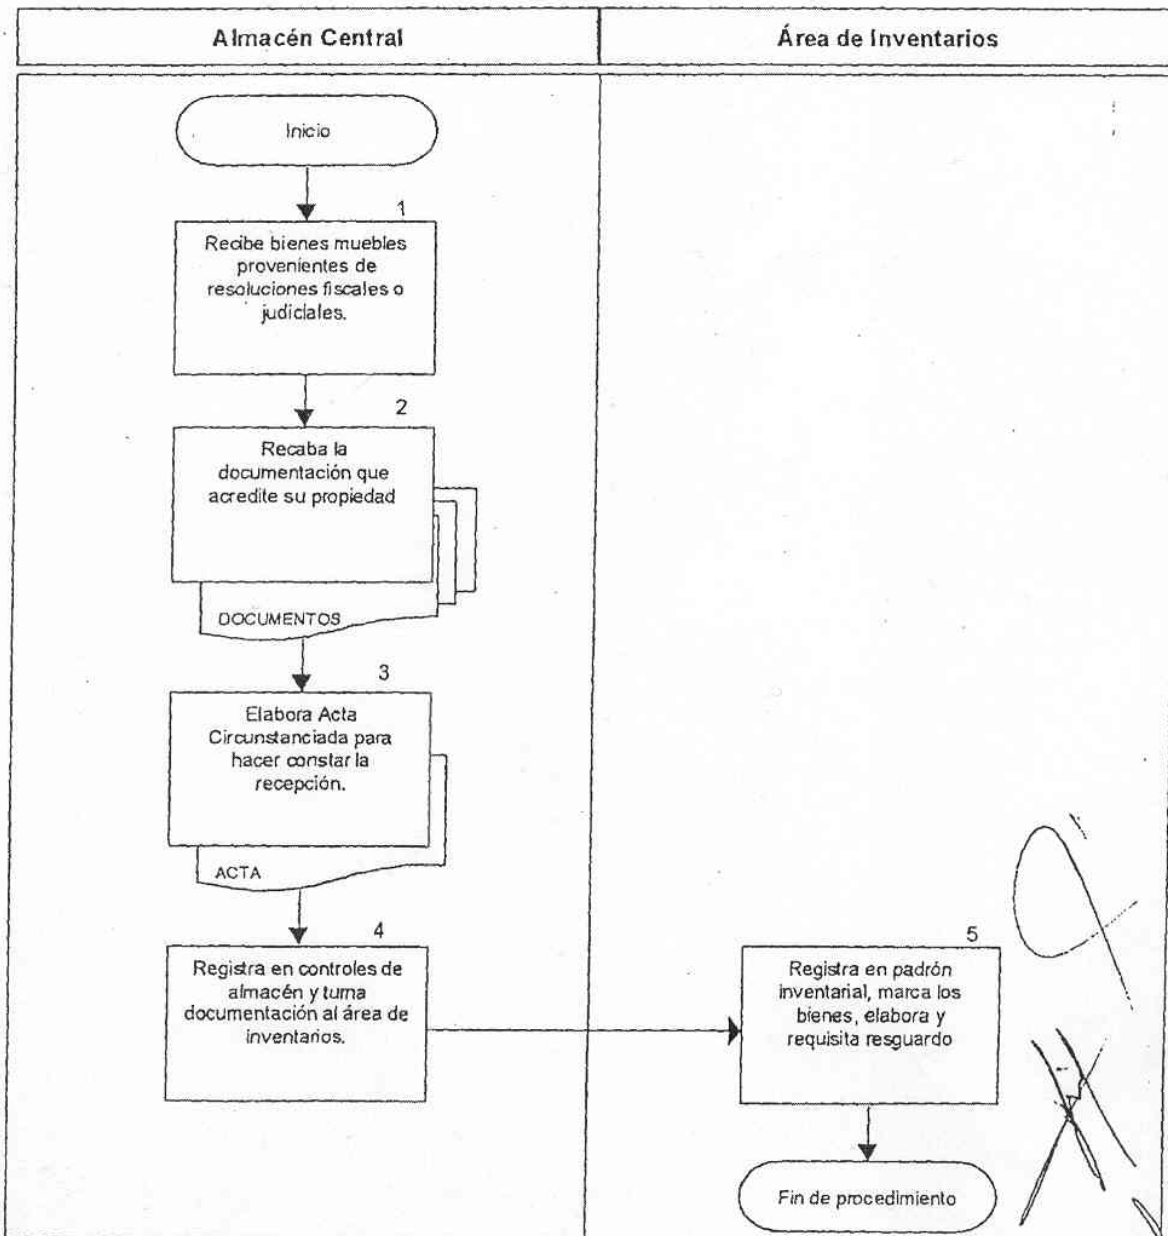 Almacén Central
Área de Inventarios
Inicio
1
Recibe bienes muebles
provenientes de
resoluciones fiscales o
judiciales.
2
Recaba la
documentación que
acredite su propiedad
DOCUMENTOS
3
Elabora Acta
Circunstanciada para
hacer constar la
recepción.
ACTA
4
Registra en controles de
almacén y turna
documentación al área de
inventarios.
5
Registra en padrón
inventarial, marca los
bienes, elabora y
requisita resguardo
Fin de procedimiento